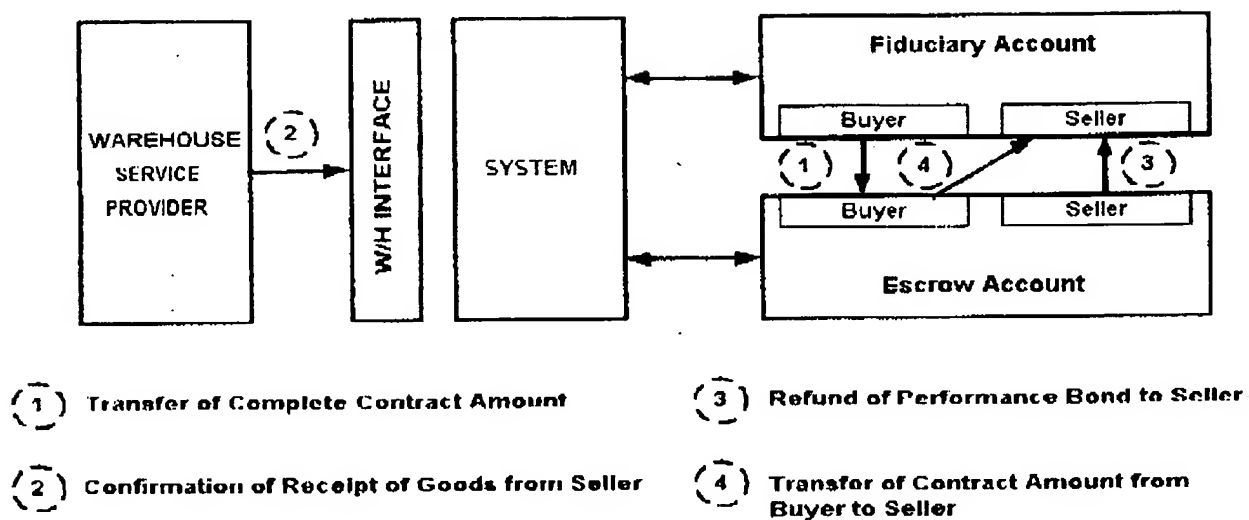 WAREHOUSE
SERVICE
PROVIDER
2
W/H INTERFACE
SYSTEM
Fiduciary Account
Buyer
Seller
1
4
3
Buyer
Seller
Escrow Account
1 Transfer of Complete Contract Amount
2 Confirmation of Receipt of Goods from Seller
3 Refund of Performance Bond to Seller
4 Transfer of Contract Amount from
Buyer to Seller